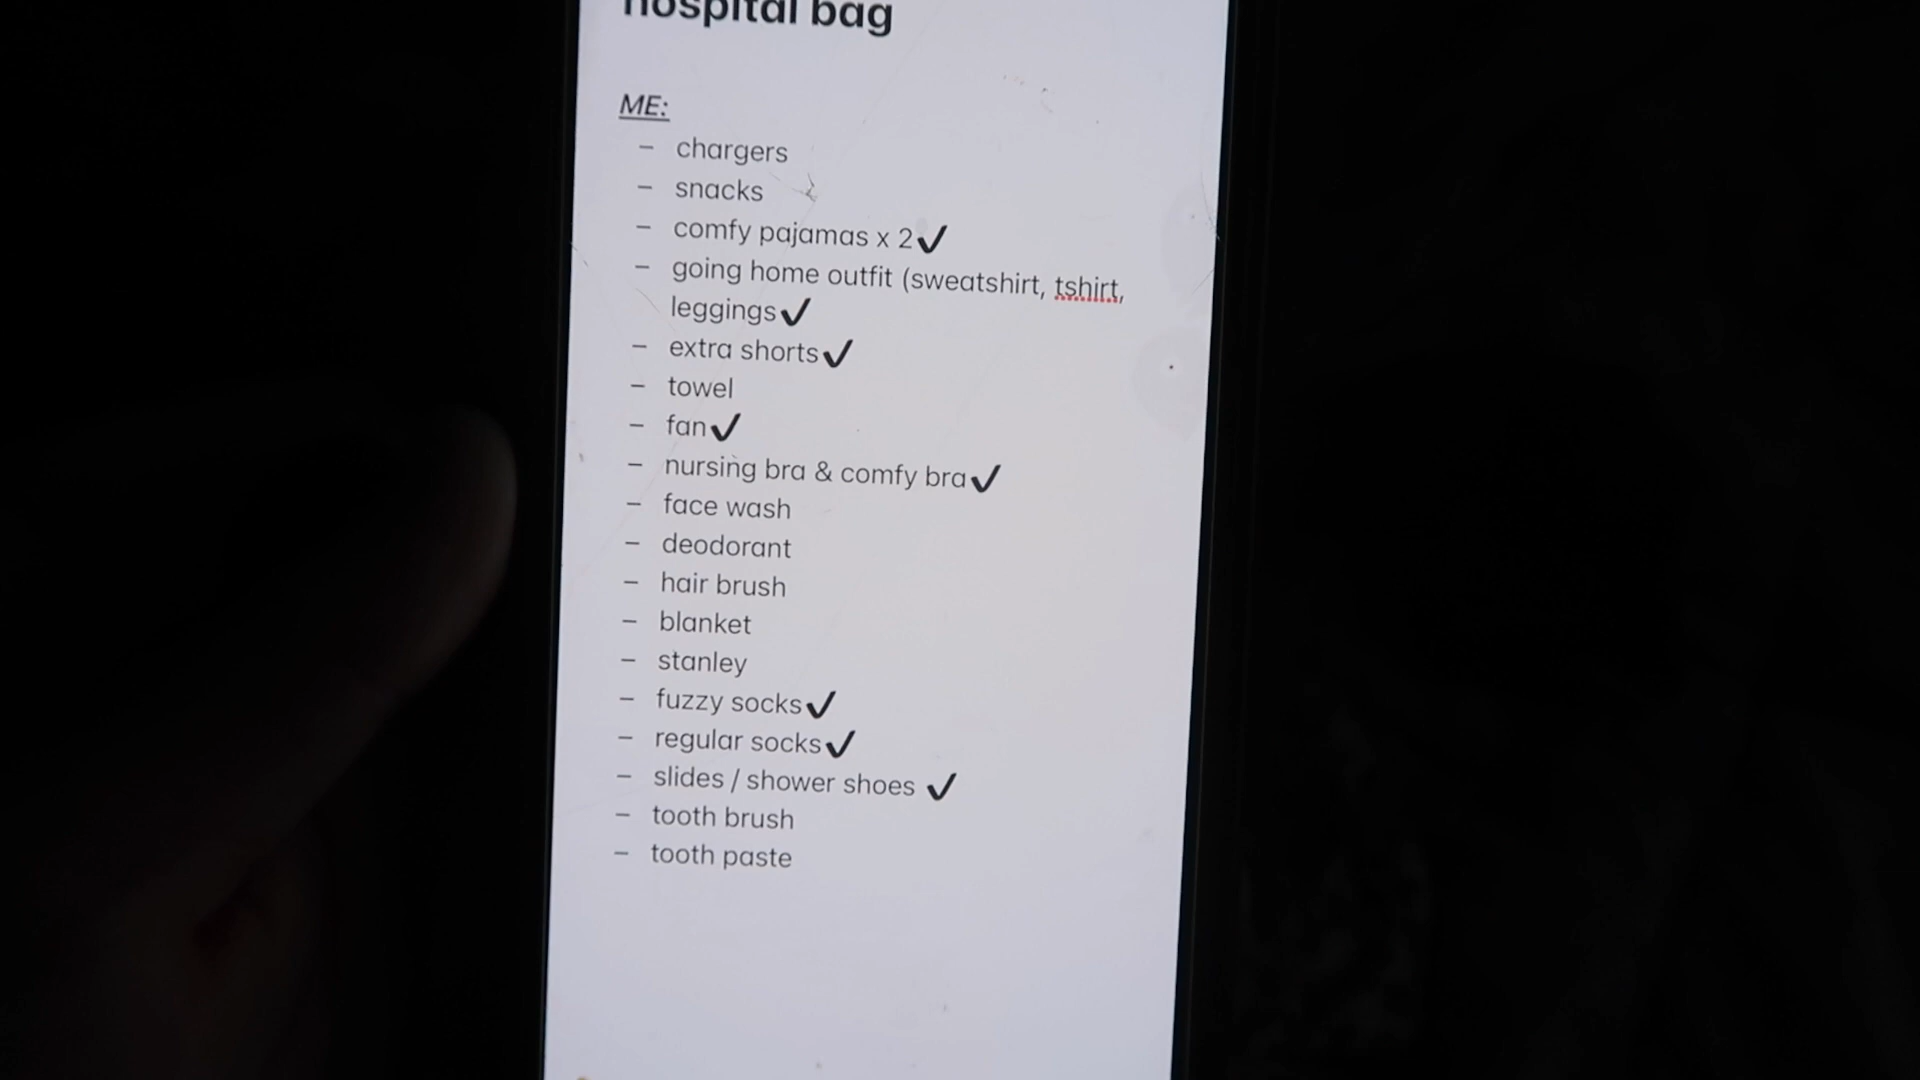 hospital bag
ME:
- chargers
- snacks
- comfy pajamas x 2✔
- going home outfit (sweatshirt, tshirt,
leggings✔
- extra shorts✔
- towel
- fan✔
- nursing bra & comfy bra✔
- face wash
- deodorant
- hair brush
- blanket
- stanley
- fuzzy socks✔
- regular socks✔
- slides / shower shoes ✔
- tooth brush
- tooth paste